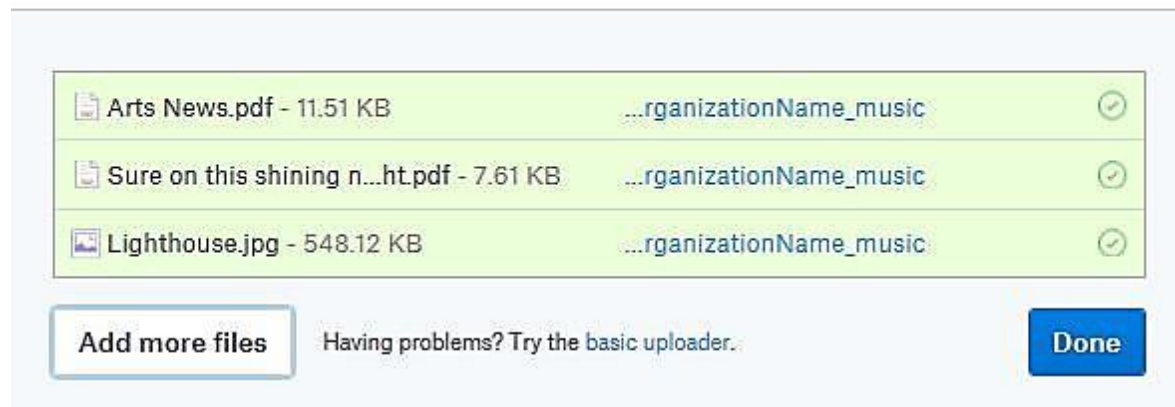 Arts News.pdf - 11.51 KB ...rganizationName_music
Sure on this shining n...ht.pdf - 7.61 KB ...rganizationName_music
Lighthouse.jpg - 548.12 KB ...rganizationName_music
Add more files Having problems? Try the basic uploader. Done